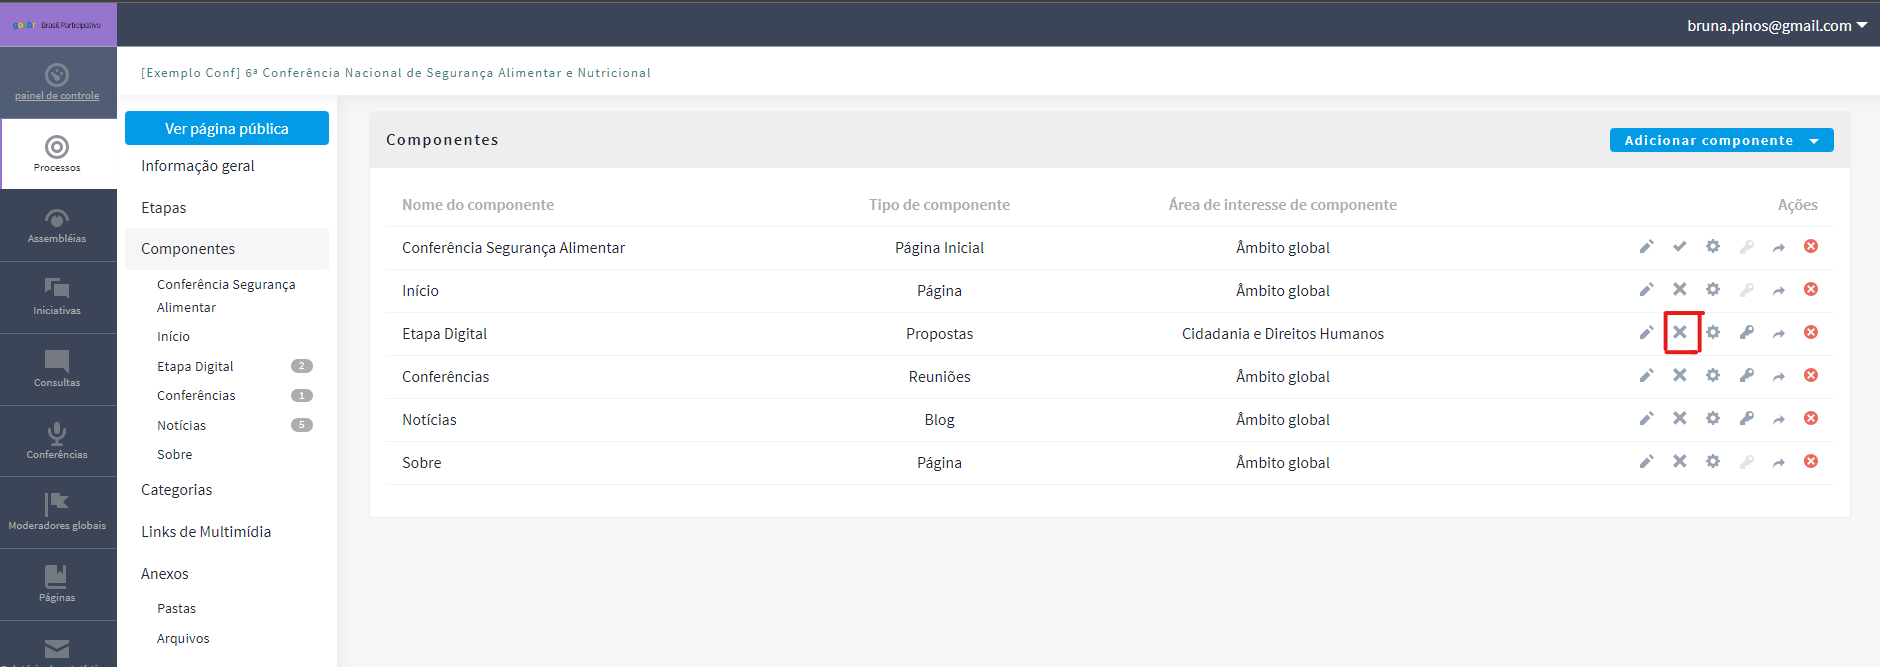 gov.br Brasil Participativo
bruna.pinos@gmail.com
painel de controle
Processos
Assembléias
Iniciativas
Consultas
Conferências
Moderadores globais
Páginas
[Exemplo Conf] 6ª Conferência Nacional de Segurança Alimentar e Nutricional
Ver página pública
Informação geral
Etapas
Componentes
Conferência Segurança
Alimentar
Início
Etapa Digital 2
Conferências 1
Notícias 5
Sobre
Categorias
Links de Multimídia
Anexos
Pastas
Arquivos
Componentes
Adicionar componente
Nome do componente Tipo de componente Área de interesse de componente Ações
Conferência Segurança Alimentar Página Inicial Âmbito global
Início Página Âmbito global
Etapa Digital Propostas Cidadania e Direitos Humanos
Conferências Reuniões Âmbito global
Notícias Blog Âmbito global
Sobre Página Âmbito global